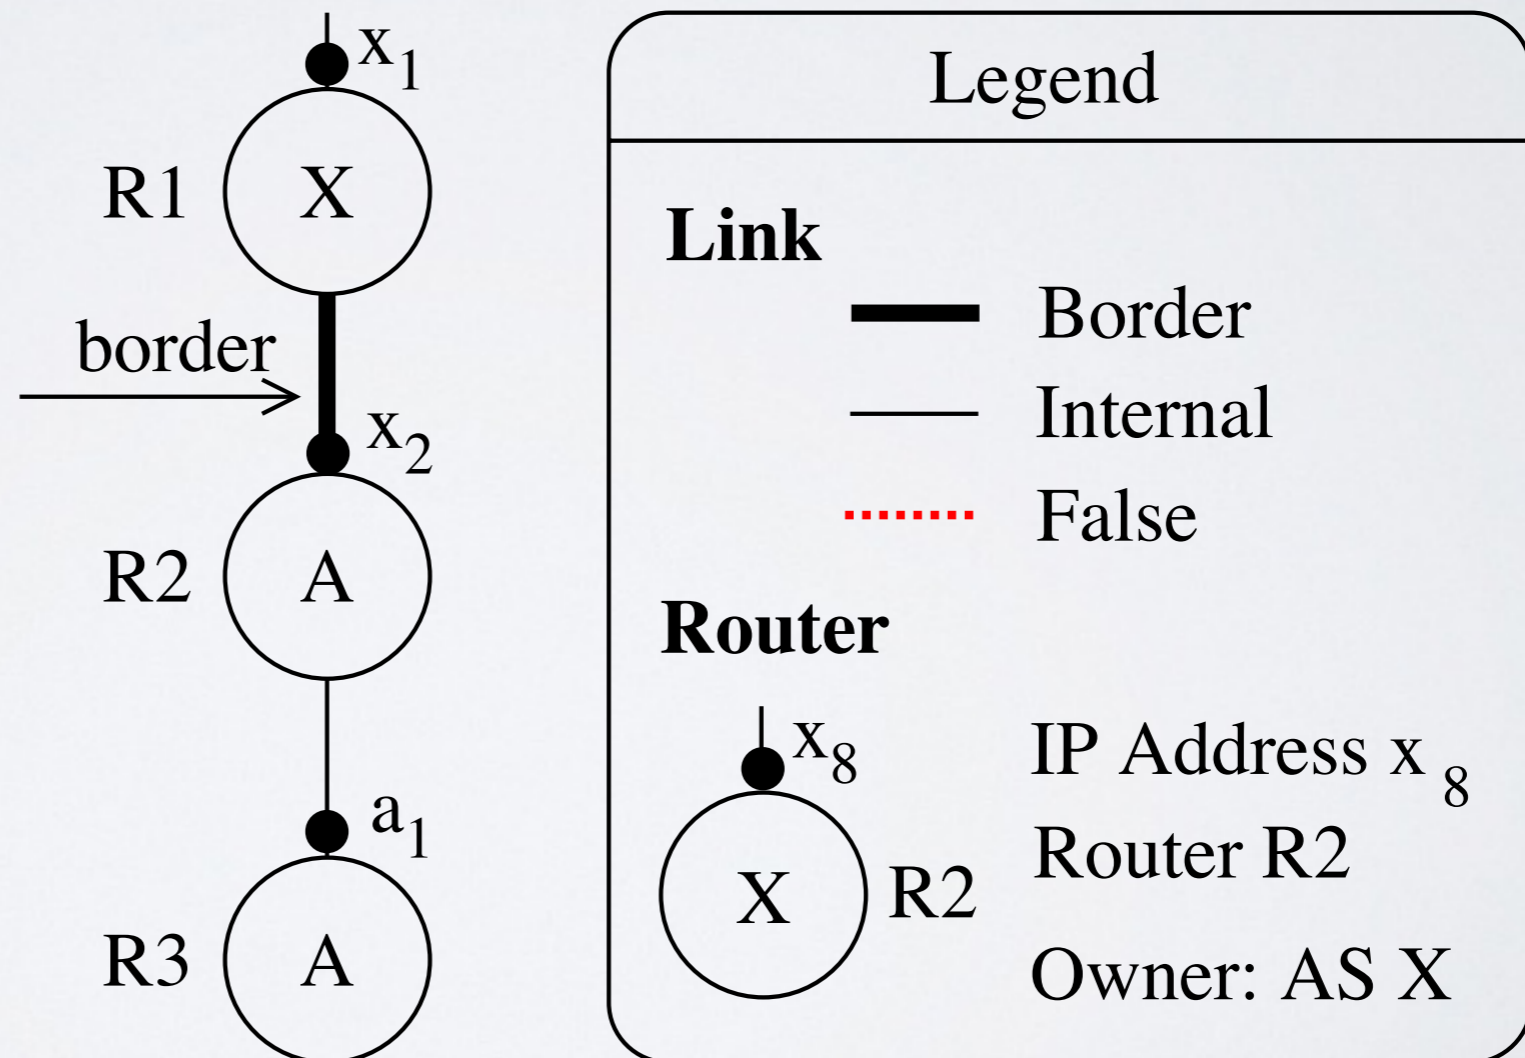 x1
R1 X
border
x2
R2 A
a1
R3 A
Legend
Link
Border
Internal
False
Router
x8
X R2
IP Address x 8
Router R2
Owner: AS X